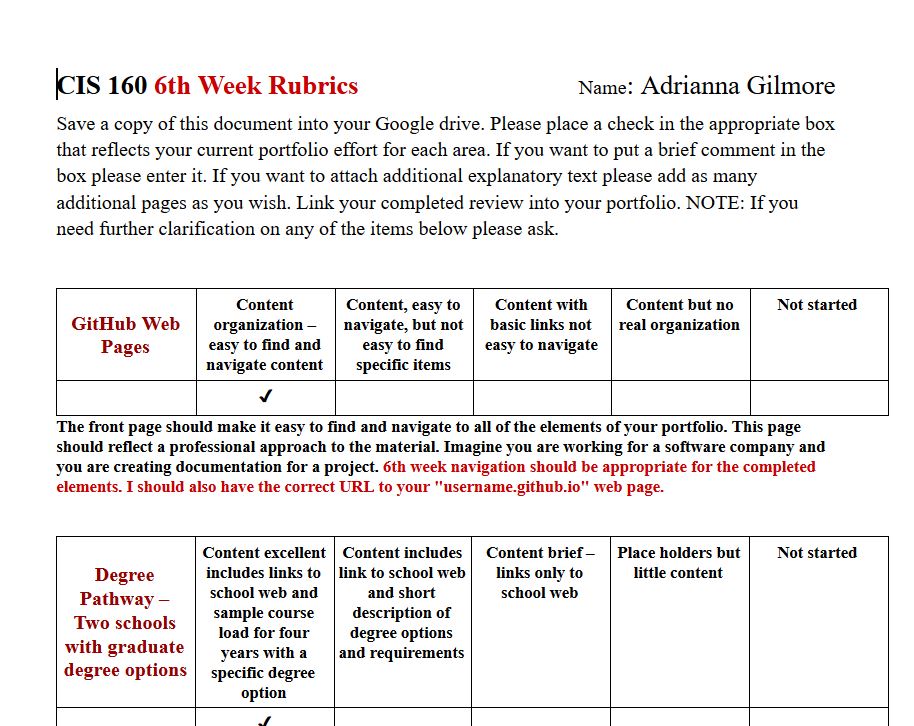 CIS 160 6th Week Rubrics Name: Adrianna Gilmore
Save a copy of this document into your Google drive. Please place a check in the appropriate box
that reflects your current portfolio effort for each area. If you want to put a brief comment in the
box please enter it. If you want to attach additional explanatory text please add as many
additional pages as you wish. Link your completed review into your portfolio. NOTE: If you
need further clarification on any of the items below please ask.
GitHub Web
Pages
Content
organization –
easy to find and
navigate content
Content, easy to
navigate, but not
easy to find
specific items
Content with
basic links not
easy to navigate
Content but no
real organization
Not started
✓
The front page should make it easy to find and navigate to all of the elements of your portfolio. This page
should reflect a professional approach to the material. Imagine you are working for a software company and
you are creating documentation for a project. 6th week navigation should be appropriate for the completed
elements. I should also have the correct URL to your "username.github.io" web page.
Degree
Pathway –
Two schools
with graduate
degree options
Content excellent
includes links to
school web and
sample course
load for four
years with a
specific degree
option
Content includes
link to school web
and short
description of
degree options
and requirements
Content brief –
links only to
school web
Place holders but
little content
Not started
✓